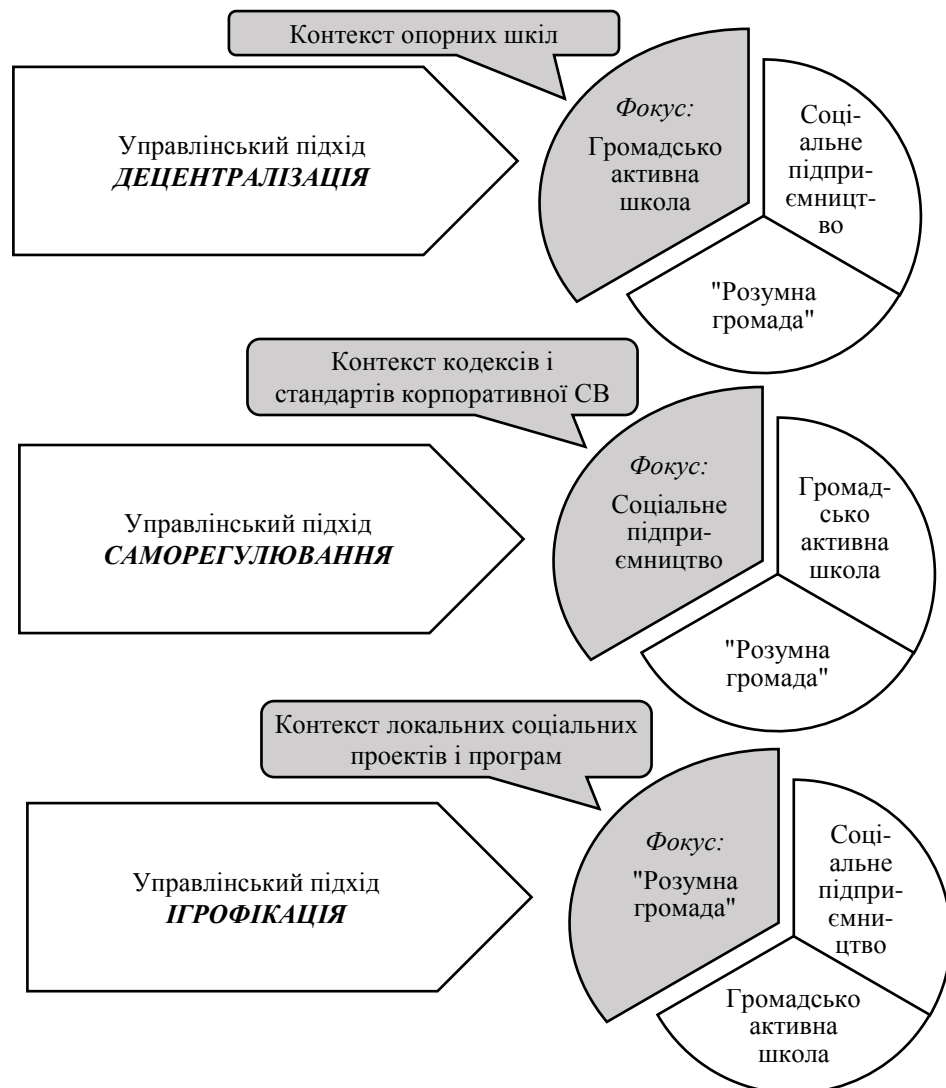 Контекст опорних шкіл
Управлінський підхід
ДЕЦЕНТРАЛІЗАЦІЯ
Фокус:
Громадсько
активна
школа
Соці-
альне
підпри-
ємницт-
во
"Розумна
громада"
Контекст кодексів і
стандартів корпоративної СВ
Управлінський підхід
САМОРЕГУЛЮВАННЯ
Фокус:
Соціальне
підпри-
ємництво
Громад-
сько
активна
школа
"Розумна
громада"
Контекст локальних соціальних
проектів і програм
Управлінський підхід
ІГРОФІКАЦІЯ
Фокус:
"Розумна
громада"
Соці-
альне
підпри-
ємни-
цтво
Громадсько
активна
школа